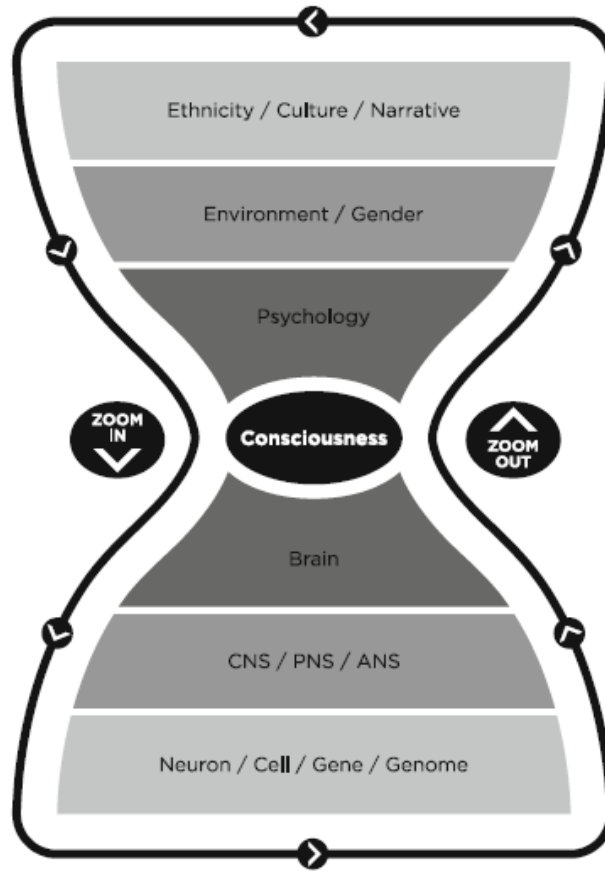 Ethnicity / Culture / Narrative
Environment / Gender
Psychology
ZOOM
IN
Consciousness
ZOOM
OUT
Brain
CNS / PNS / ANS
Neuron / Cell / Gene / Genome